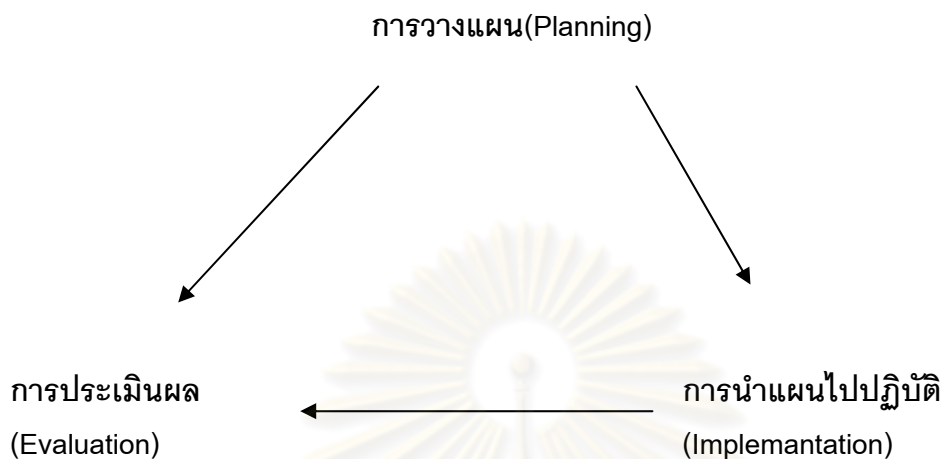 การวางแผน(Planning)
การประเมินผล
(Evaluation)
การนำแผนไปปฏิบัติ
(Implemantation)